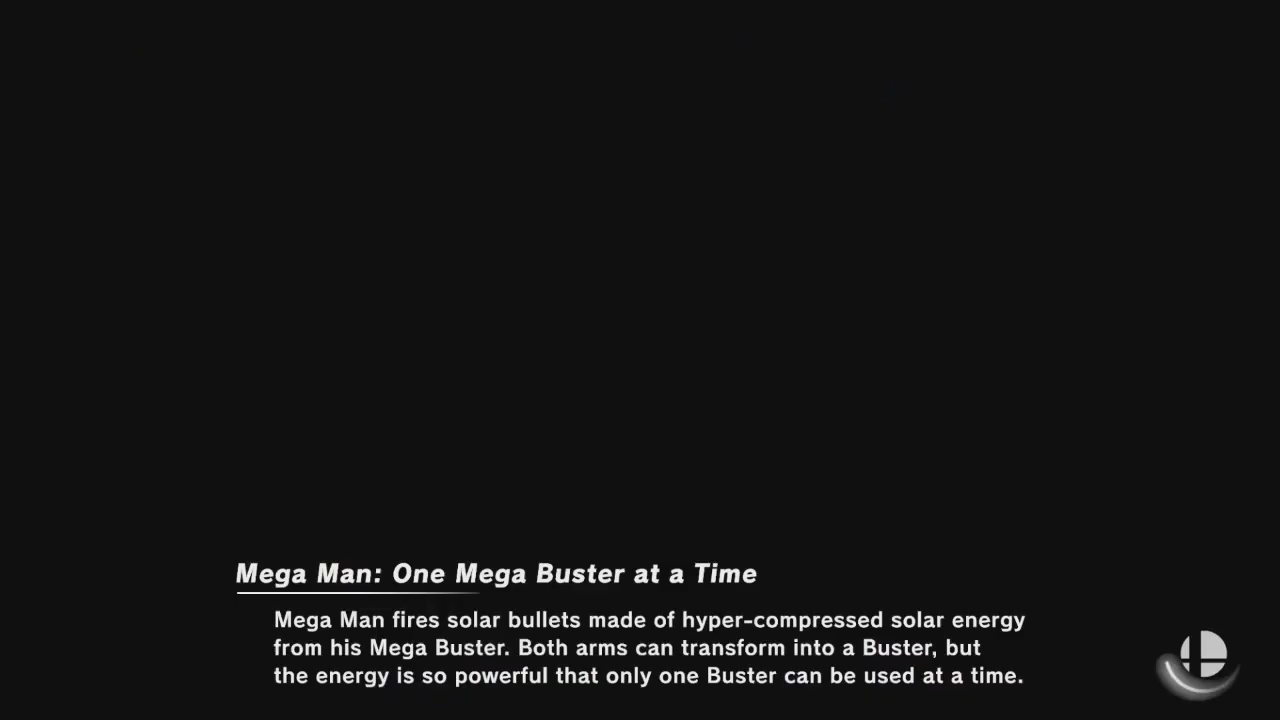 Mega Man: One Mega Buster at a Time
Mega Man fires solar bullets made of hyper-compressed solar energy
from his Mega Buster. Both arms can transform into a Buster, but
the energy is so powerful that only one Buster can be used at a time.